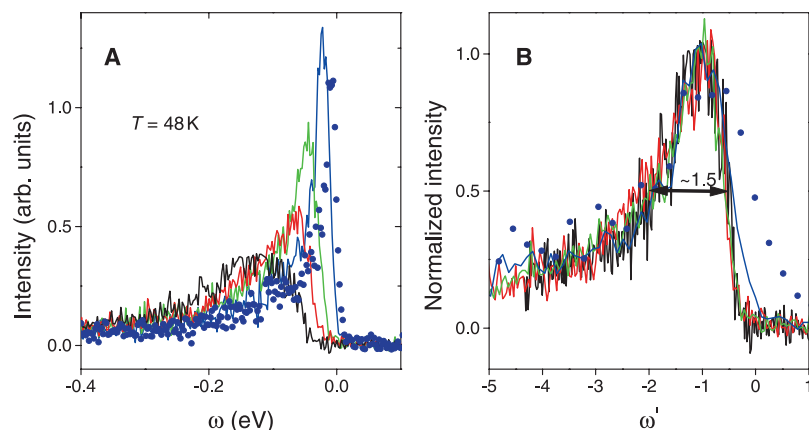 A
T = 48K
Intensity (arb. units)
1.0
0.5
0.0
-0.4
-0.2
0.0
ω (eV)
B
~1.5
Normalized intensity
1.0
0.5
0.0
-5
-4
-3
-2
-1
0
1
ω'